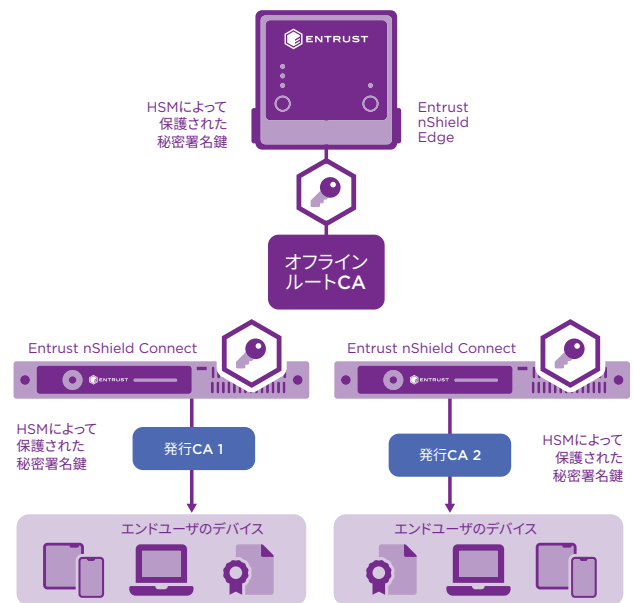 ENTRUST
HSMによって
保護された
秘密署名鍵
Entrust
nShield
Edge
オフライン
ルートCA
Entrust nShield Connect
ENTRUST
HSMによって
保護された
秘密署名鍵
発行CA 1
エンドユーザのデバイス
Entrust nShield Connect
ENTRUST
発行CA 2
HSMによって
保護された
秘密署名鍵
エンドユーザのデバイス